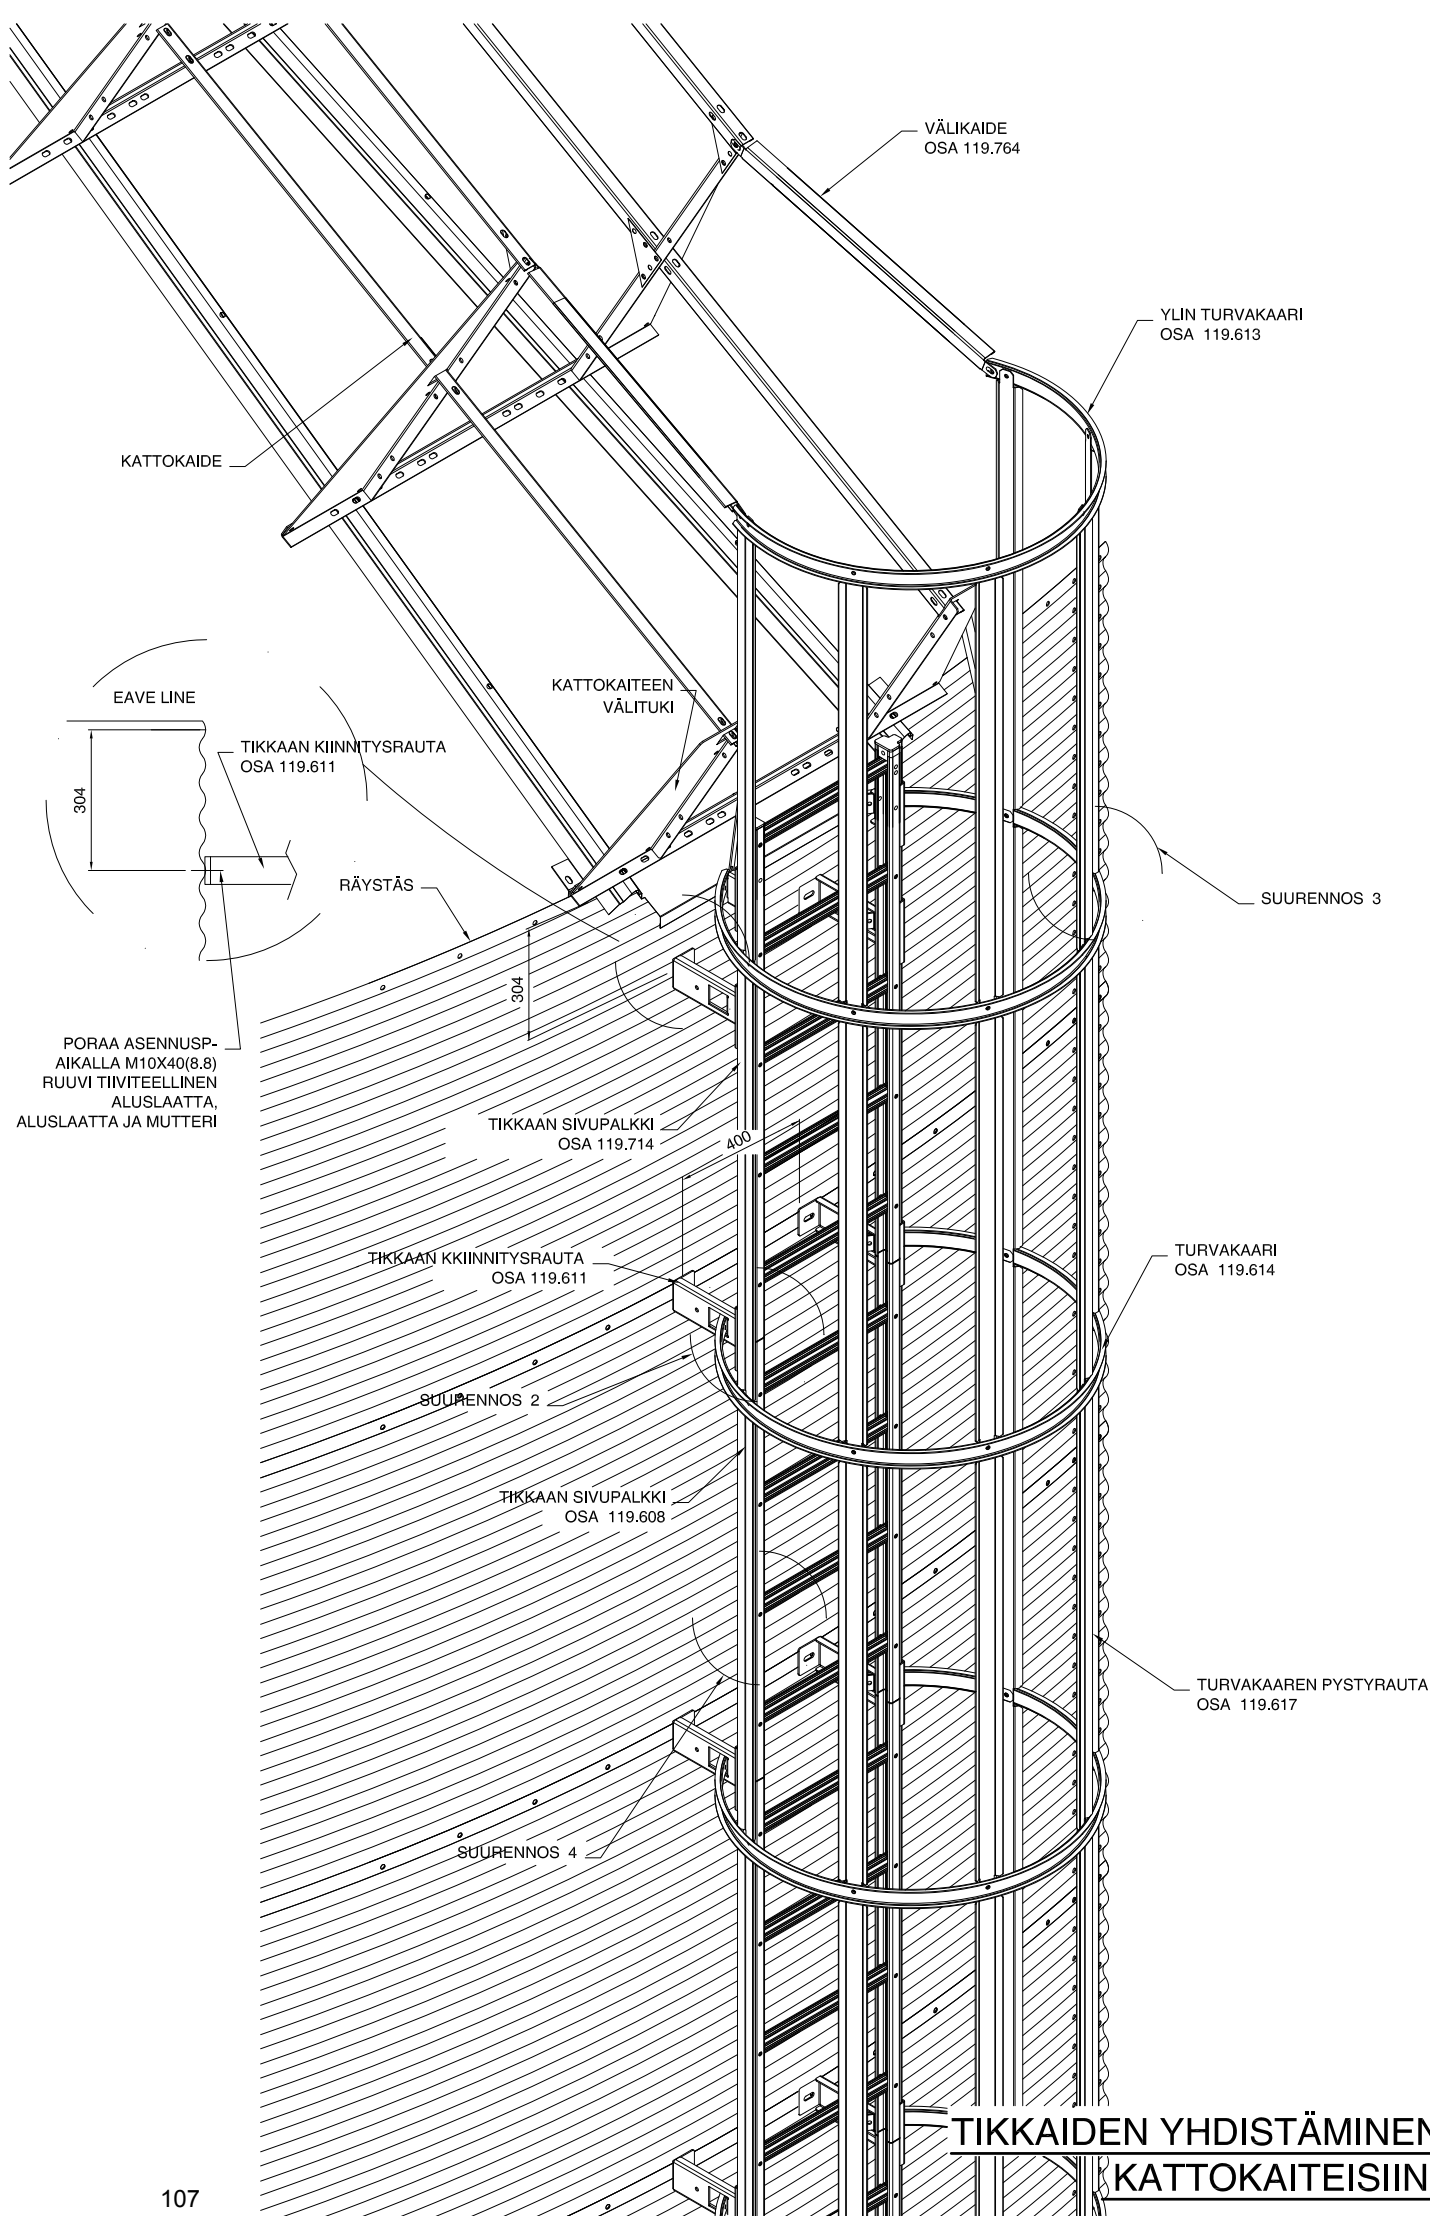 VÄLIKAIDE
OSA 119.764
YLIN TURVAKAARI
OSA 119.613
KATTOKAIDE
EAVE LINE
304
TIKKAAN KIINNITYSRAUTA
OSA 119.611
KATTOKAITEEN
VÄLITUKI
RÄYSTÄS
SUURENNOS 3
304
PORAA ASENNUSP-
AIKALLA M10X40(8.8)
RUUVI TIIVITEELLINEN
ALUSLAATTA,
ALUSLAATTA JA MUTTERI
TIKKAAN SIVUPALKKI
OSA 119.714
400
TIKKAAN KKIINNITYSRAUTA
OSA 119.611
TURVAKAARI
OSA 119.614
SUURENNOS 2
TIKKAAN SIVUPALKKI
OSA 119.608
TURVAKAAREN PYSTYRAUTA
OSA 119.617
SUURENNOS 4
TIKKAIDEN YHDISTÄMINEN
KATTOKAITEISIIN
107